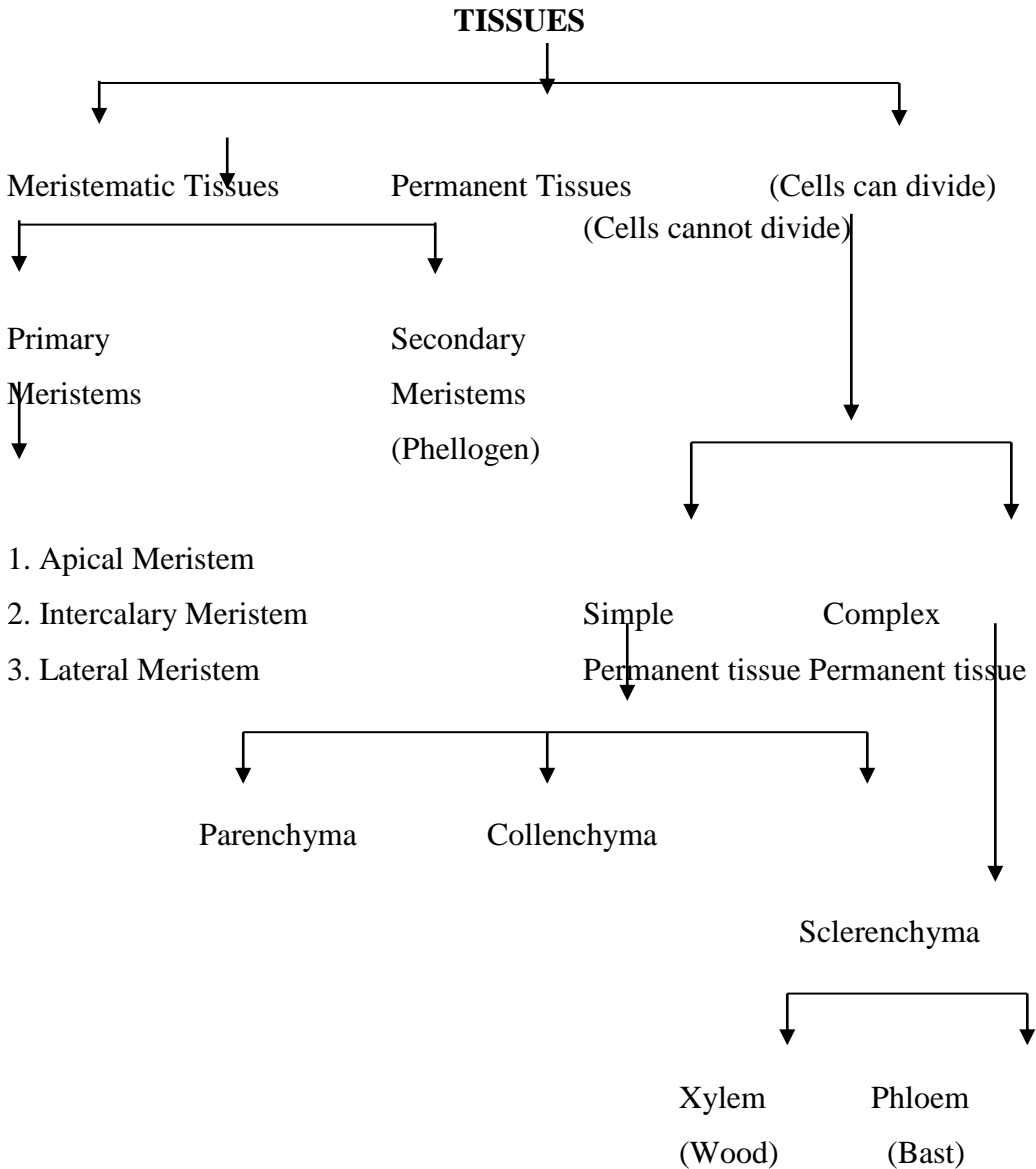 TISSUES
Meristematic Tissues Permanent Tissues (Cells can divide)
(Cells cannot divide)
Primary Secondary
Meristems Meristems
(Phellogen)
1. Apical Meristem
2. Intercalary Meristem Simple Complex
3. Lateral Meristem Permanent tissue Permanent tissue
Parenchyma Collenchyma
Sclerenchyma
Xylem Phloem
(Wood) (Bast)